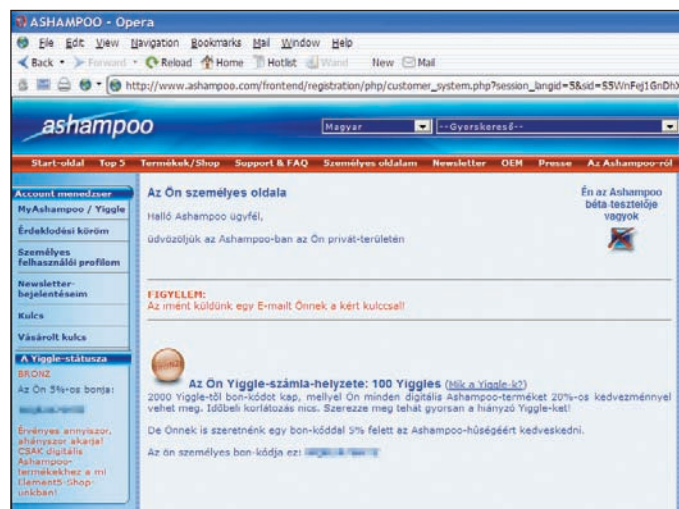 ASHAMPOO - Opera
File Edit View Navigation Bookmarks Mail Window Help
Back Forward Reload Home Hotlist Wand New Mail
http://www.ashampoo.com/frontend/registration/php/customer_system.php?session_langid=5&sid=S5WnFej1GnDhX
ashampoo
Magyar --Gyorskereső--
Start-oldal Top 5 Termékek/Shop Support & FAQ Személyes oldalam Newsletter OEM Presse Az Ashampoo-ról
Account menedzser
MyAshampoo / Yiggle
Érdeklodési köröm
Személyes
felhasználói profilom
Newsletter-
bejelentéseim
Kulcs
Vásárolt kulcs
A Yiggle-státusza
BRONZ
Az Ön 5%-os bonja:
Érvényes annyiszor,
ahányszor akarja!
CSAK digitális
Ashampoo-
termékekhez a mi
Element5-Shop-
unkban!
Az Ön személyes oldala
Halló Ashampoo ügyfél,
üdvözöljük az Ashampoo-ban az Ön privát-területén
Én az Ashampoo
béta-tesztelője
vagyok
FIGYELEM:
Az imént küldünk egy E-mailt Önnek a kért kulccsal!
Az Ön Yiggle-számla-helyzete: 100 Yiggles (Mik a Yiggle-k?)
2000 Yiggle-től bon-kódot kap, mellyel Ön minden digitális Ashampoo-terméket 20%-os kedvezménnyel
vehet meg. Időbeli korlátozás nics. Szerezze meg tehát gyorsan a hiányzó Yiggle-ket!
De Önnek is szeretnénk egy bon-kóddal 5% felett az Ashampoo-hűségéért kedveskedni.
Az ön személyes bon-kódja ez: